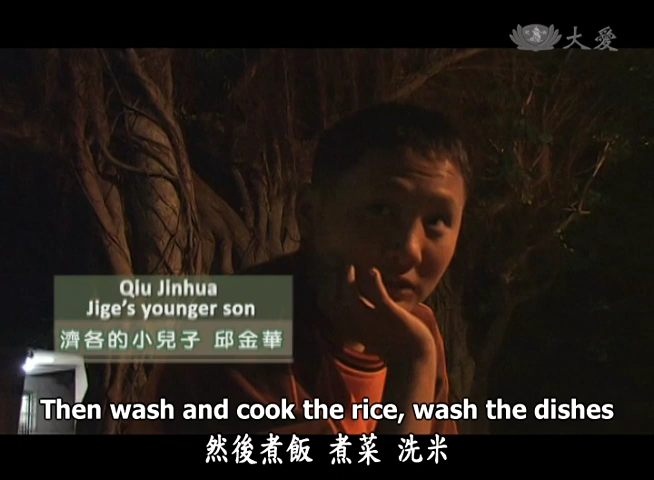 大愛
Qiu Jinhua
Jige's younger son
濟各的小兒子 邱金華
Then wash and cook the rice, wash the dishes
然後煮飯 煮菜 洗米